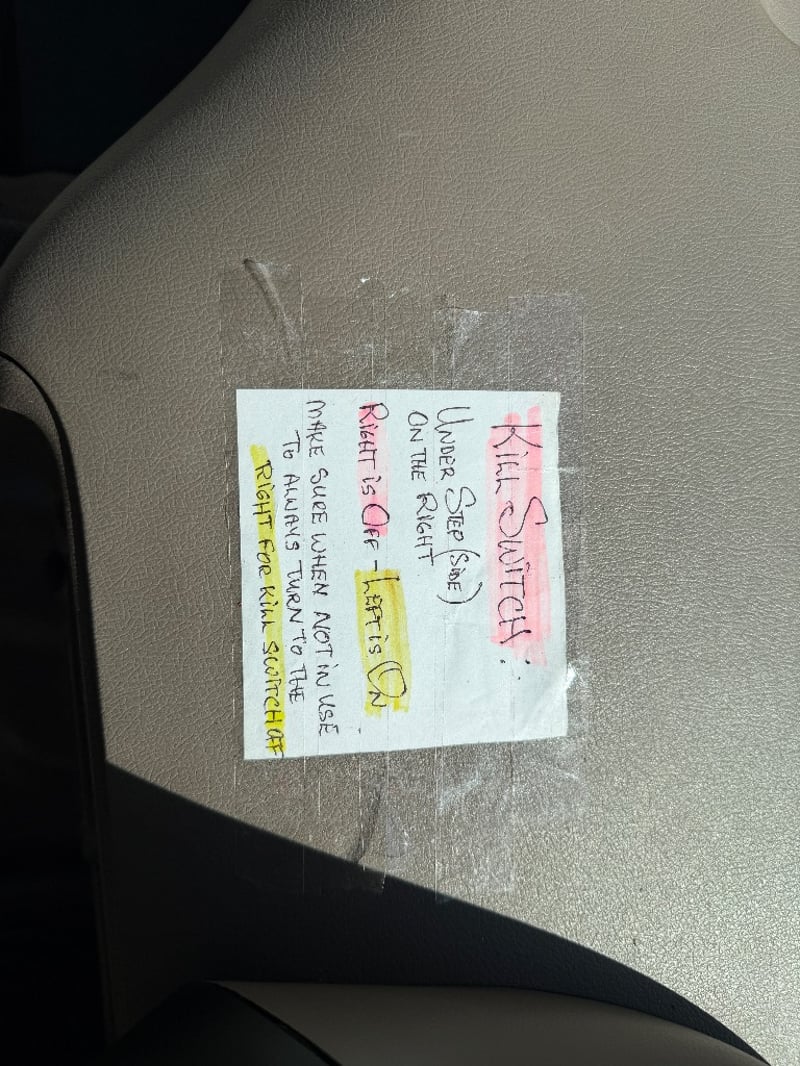 KILL SWITCH:
UNDER STEP (SIDE)
ON THE RIGHT
RIGHT is OFF - LEFT is ON
MAKE SURE WHEN NOT IN USE
TO ALWAYS TURN TO THE
RIGHT FOR KILL SWITCH OFF